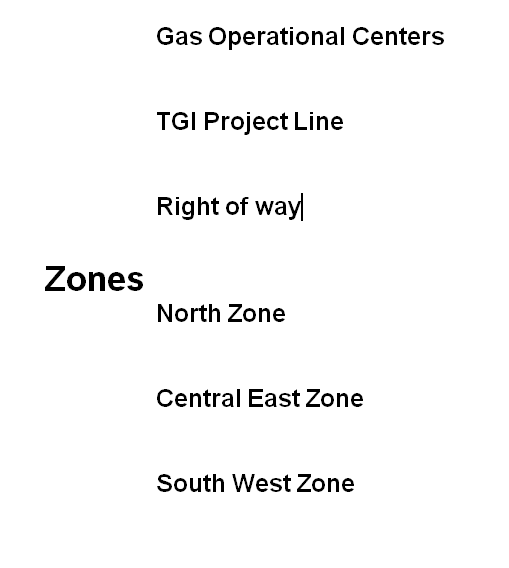 Gas Operational Centers
TGI Project Line
Right of way
Zones
North Zone
Central East Zone
South West Zone